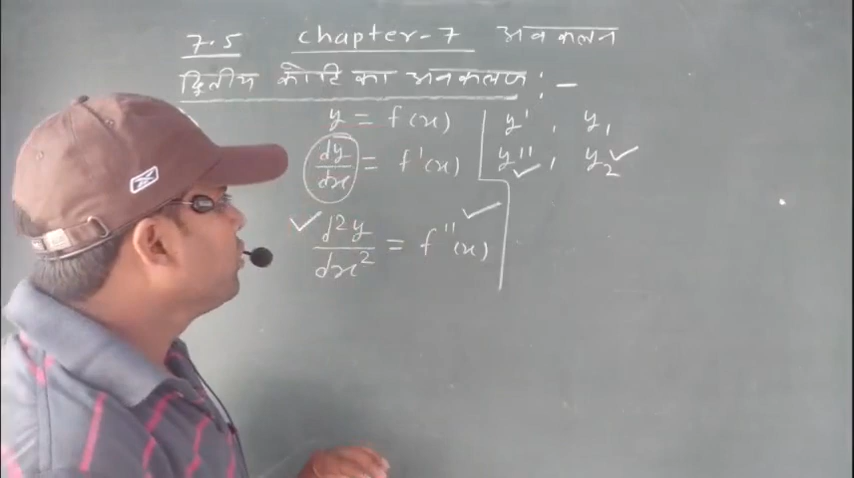 7.5 chapter-7 अवकलन
द्वितीय कोटि का अवकलज :-
y = f(x) y' , y₁
dy/dx = f'(x) y'' , y₂
d²y/dx² = f''(x)